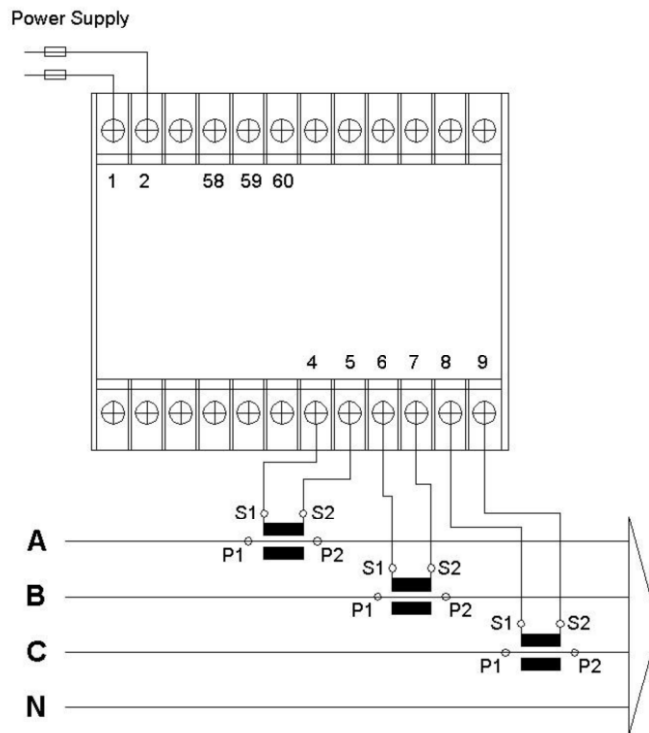 Power Supply
1 2 58 59 60
4 5 6 7 8 9
S1 S2
A P1 P2
S1 S2
B P1 P2
S1 S2
C P1 P2
N